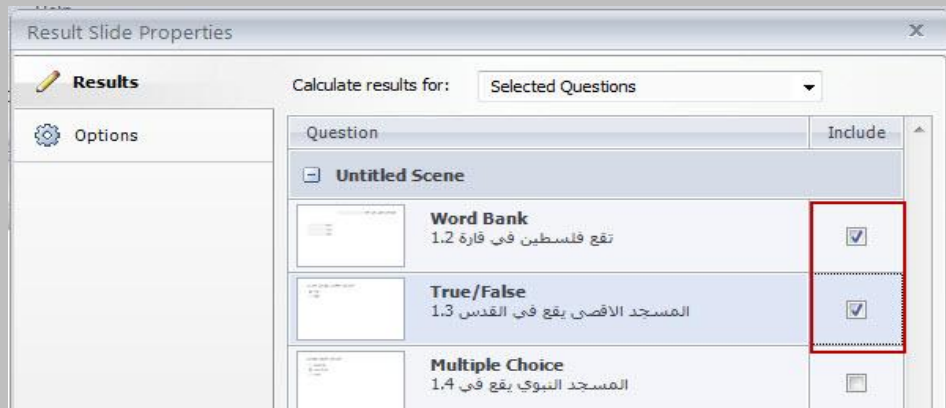 Result Slide Properties
Results
Options
Calculate results for: Selected Questions
Question Include
Untitled Scene
Word Bank
1.2 تقع فلسطين في قارة
True/False
1.3 المسجد الاقصى يقع في القدس
Multiple Choice
1.4 المسجد النبوي يقع في